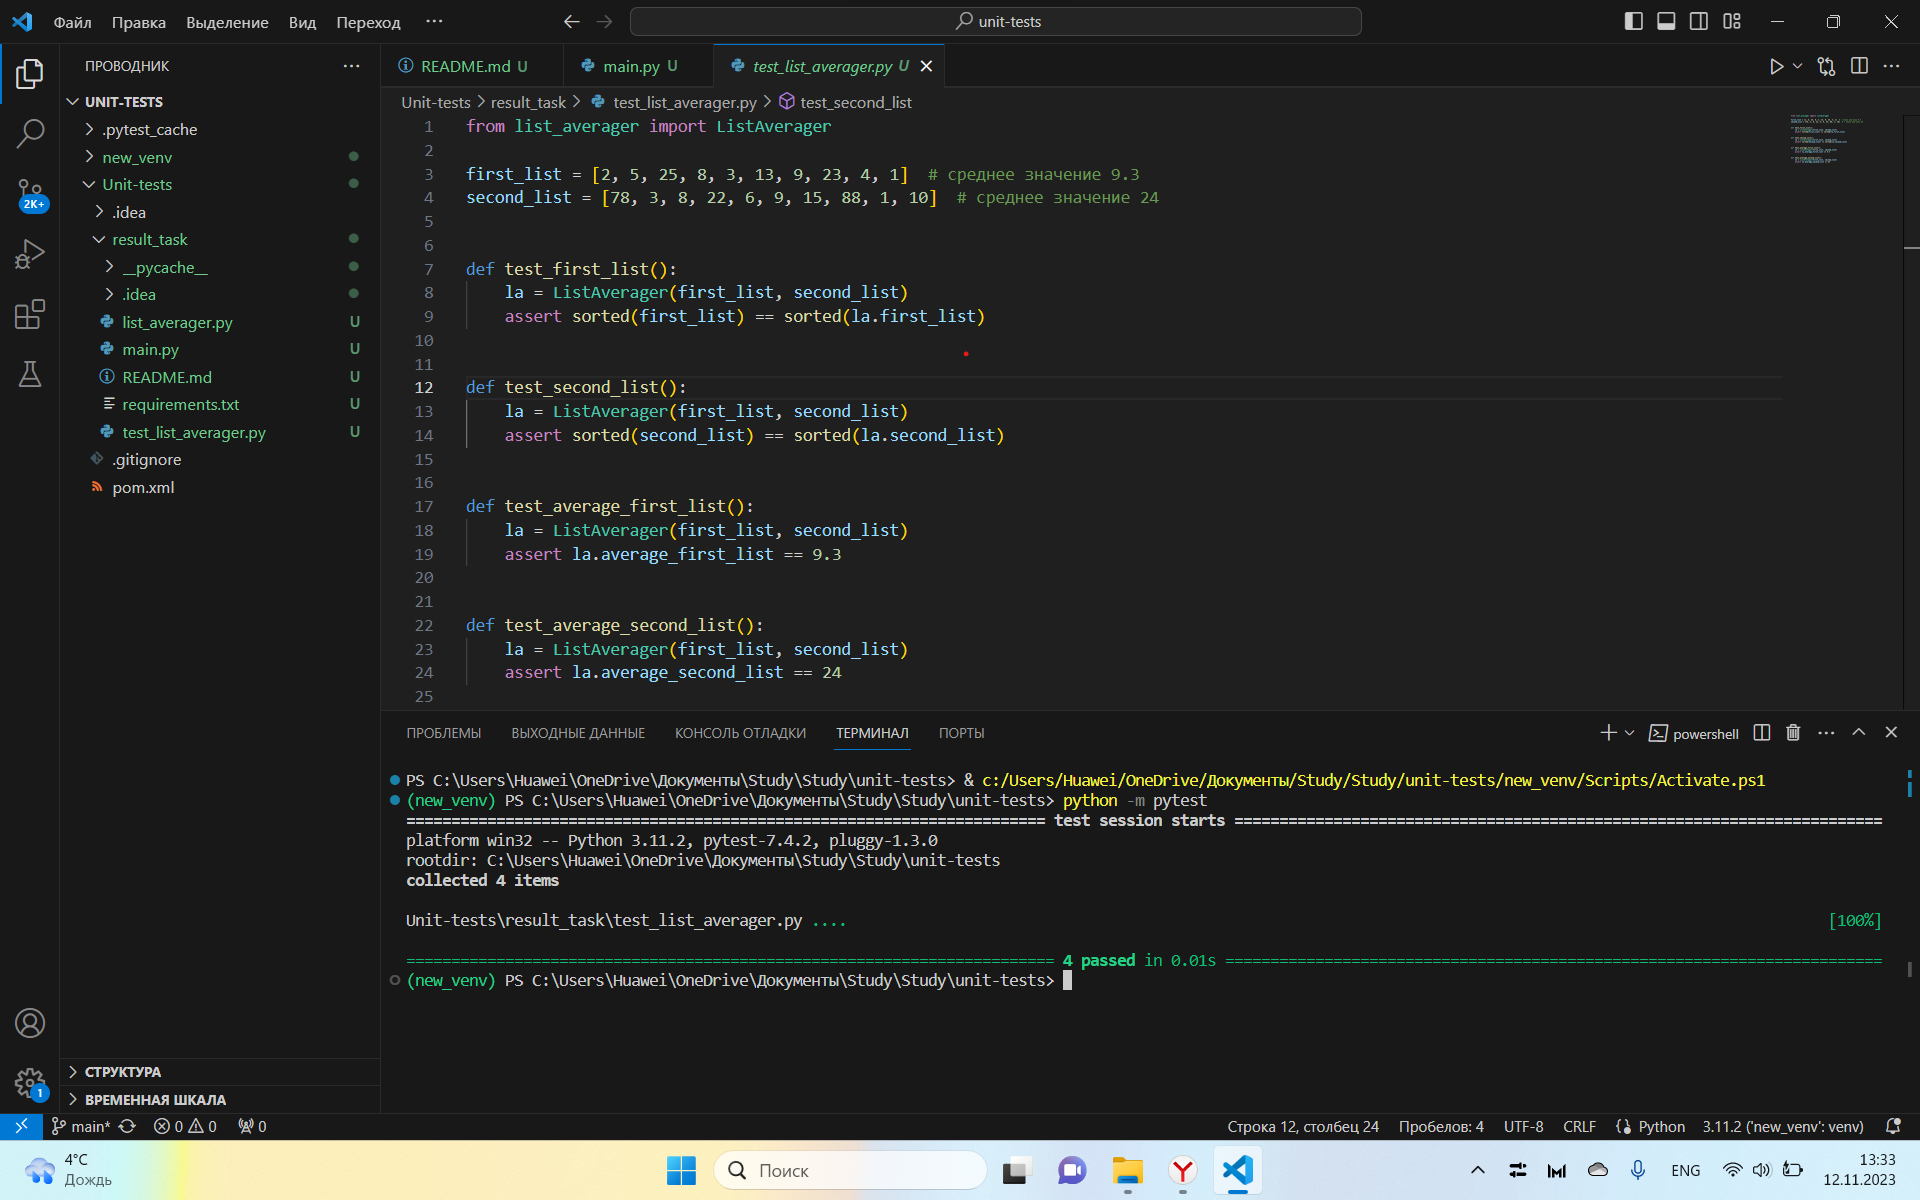 Файл Правка Выделение Вид Переход ··· unit-tests
ПРОВОДНИК
UNIT-TESTS
.pytest_cache
new_venv
Unit-tests
.idea
result_task
__pycache__
.idea
list_averager.py U
main.py U
README.md U
requirements.txt U
test_list_averager.py U
.gitignore
pom.xml
2K+
СТРУКТУРА
ВРЕМЕННАЯ ШКАЛА
1
README.md U main.py U test_list_averager.py U
Unit-tests > result_task > test_list_averager.py > test_second_list
1 from list_averager import ListAverager
2
3 first_list = [2, 5, 25, 8, 3, 13, 9, 23, 4, 1]  # среднее значение 9.3
4 second_list = [78, 3, 8, 22, 6, 9, 15, 88, 1, 10]  # среднее значение 24
5
6
7 def test_first_list():
8     la = ListAverager(first_list, second_list)
9     assert sorted(first_list) == sorted(la.first_list)
10
11
12 def test_second_list():
13     la = ListAverager(first_list, second_list)
14     assert sorted(second_list) == sorted(la.second_list)
15
16
17 def test_average_first_list():
18     la = ListAverager(first_list, second_list)
19     assert la.average_first_list == 9.3
20
21
22 def test_average_second_list():
23     la = ListAverager(first_list, second_list)
24     assert la.average_second_list == 24
25
ПРОБЛЕМЫ ВЫХОДНЫЕ ДАННЫЕ КОНСОЛЬ ОТЛАДКИ ТЕРМИНАЛ ПОРТЫ powershell
PS C:\Users\Huawei\OneDrive\Документы\Study\Study\unit-tests> & c:/Users/Huawei/OneDrive/Документы/Study/Study/unit-tests/new_venv/Scripts/Activate.ps1
(new_venv) PS C:\Users\Huawei\OneDrive\Документы\Study\Study\unit-tests> python -m pytest
======================= test session starts =======================
platform win32 -- Python 3.11.2, pytest-7.4.2, pluggy-1.3.0
rootdir: C:\Users\Huawei\OneDrive\Документы\Study\Study\unit-tests
collected 4 items
Unit-tests\result_task\test_list_averager.py .... [100%]
======================= 4 passed in 0.01s =======================
(new_venv) PS C:\Users\Huawei\OneDrive\Документы\Study\Study\unit-tests>
main* 0 0 0 Строка 12, столбец 24 Пробелов: 4 UTF-8 CRLF Python 3.11.2 ('new_venv': venv)
4°C
Дождь
Поиск
ENG
13:33
12.11.2023